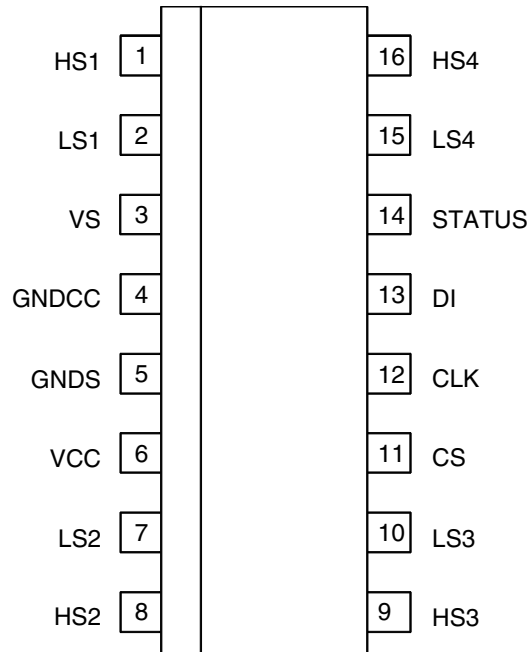 HS1 1 16 HS4
LS1 2 15 LS4
VS 3 14 STATUS
GNDCC 4 13 DI
GNDS 5 12 CLK
VCC 6 11 CS
LS2 7 10 LS3
HS2 8 9 HS3